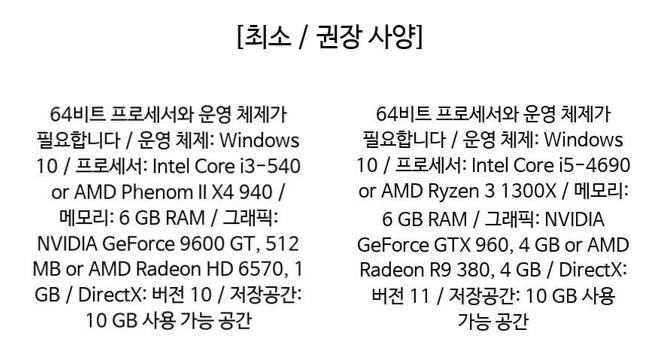 [최소 / 권장 사양]
64비트 프로세서와 운영 체제가
필요합니다 / 운영 체제: Windows
10 / 프로세서: Intel Core i3-540
or AMD Phenom II X4 940 /
메모리: 6 GB RAM / 그래픽:
NVIDIA GeForce 9600 GT, 512
MB or AMD Radeon HD 6570, 1
GB / DirectX: 버전 10 / 저장공간:
10 GB 사용 가능 공간
64비트 프로세서와 운영 체제가
필요합니다 / 운영 체제: Windows
10 / 프로세서: Intel Core i5-4690
or AMD Ryzen 3 1300X / 메모리:
6 GB RAM / 그래픽: NVIDIA
GeForce GTX 960, 4 GB or AMD
Radeon R9 380, 4 GB / DirectX:
버전 11 / 저장공간: 10 GB 사용
가능 공간